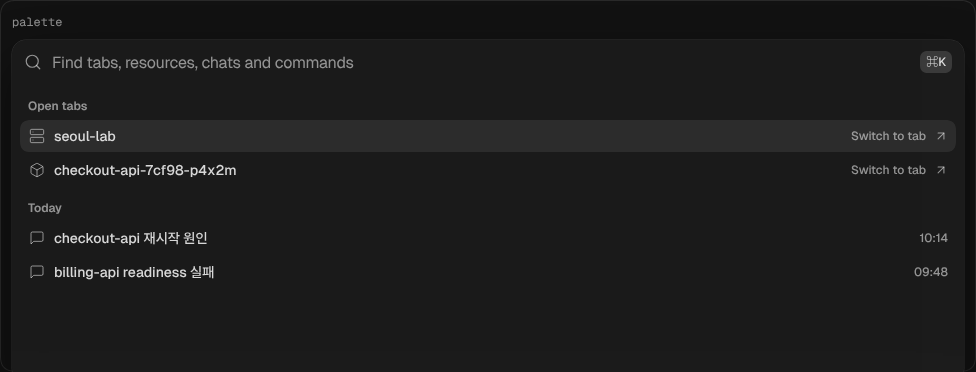 palette
Find tabs, resources, chats and commands ⌘K
Open tabs
seoul-lab Switch to tab
checkout-api-7cf98-p4x2m Switch to tab
Today
checkout-api 재시작 원인 10:14
billing-api readiness 실패 09:48